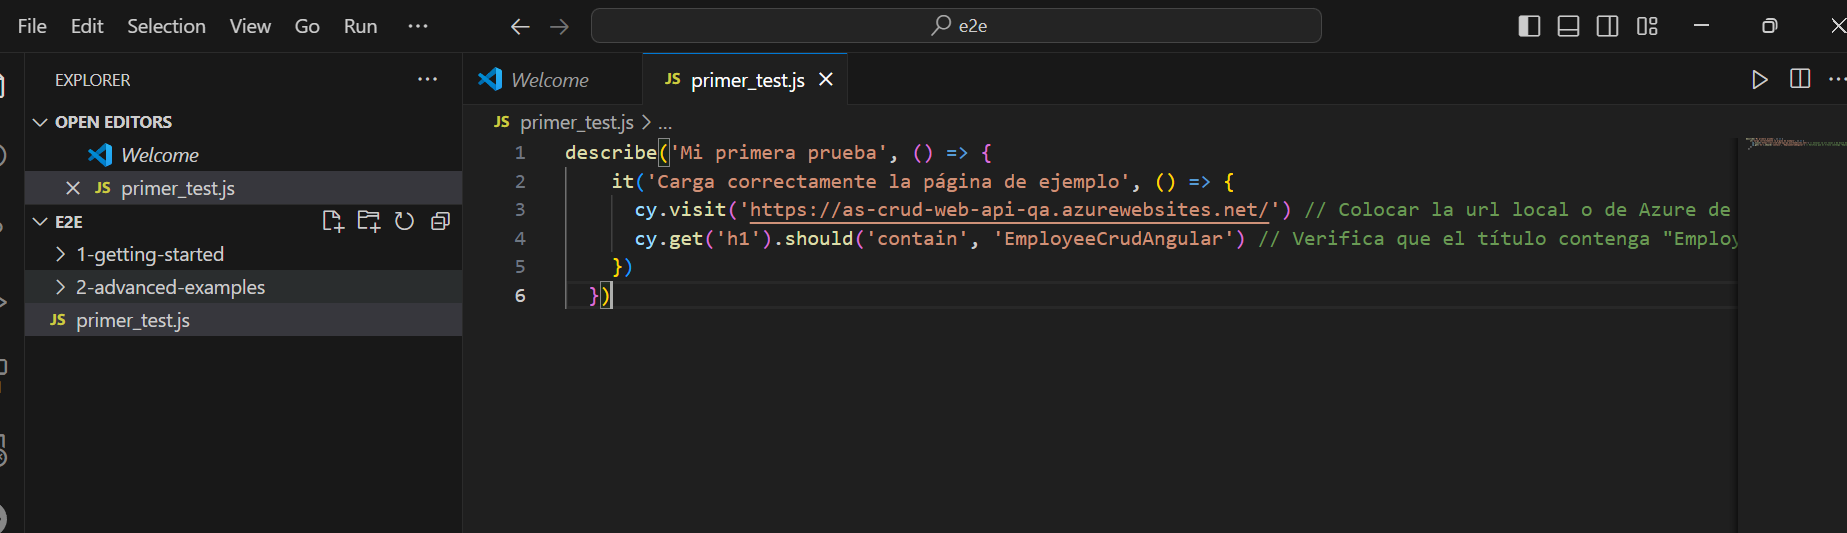 File Edit Selection View Go Run ...
e2e
EXPLORER ...
OPEN EDITORS
Welcome
JS primer_test.js
E2E
1-getting-started
2-advanced-examples
JS primer_test.js
Welcome
JS primer_test.js
JS primer_test.js > ...
1 describe('Mi primera prueba', () => {
2 it('Carga correctamente la página de ejemplo', () => {
3 cy.visit('https://as-crud-web-api-qa.azurewebsites.net/') // Colocar la url local o de Azure de
4 cy.get('h1').should('contain', 'EmployeeCrudAngular') // Verifica que el título contenga "Employ
5 })
6 })